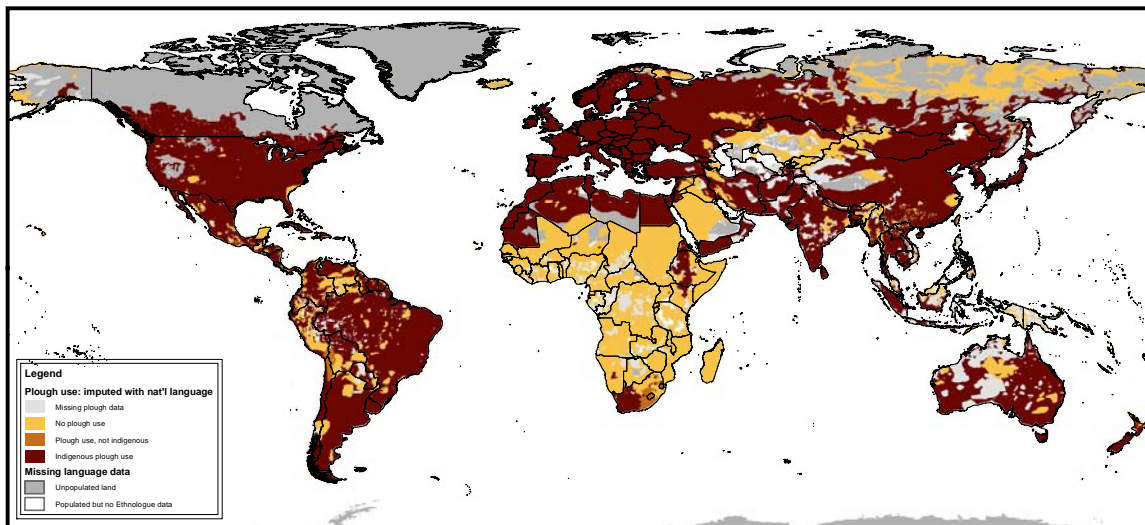 Legend
Plough use: imputed with nat'l language
Missing plough data
No plough use
Plough use, not indigenous
Indigenous plough use
Missing language data
Unpopulated land
Populated but no Ethnologue data